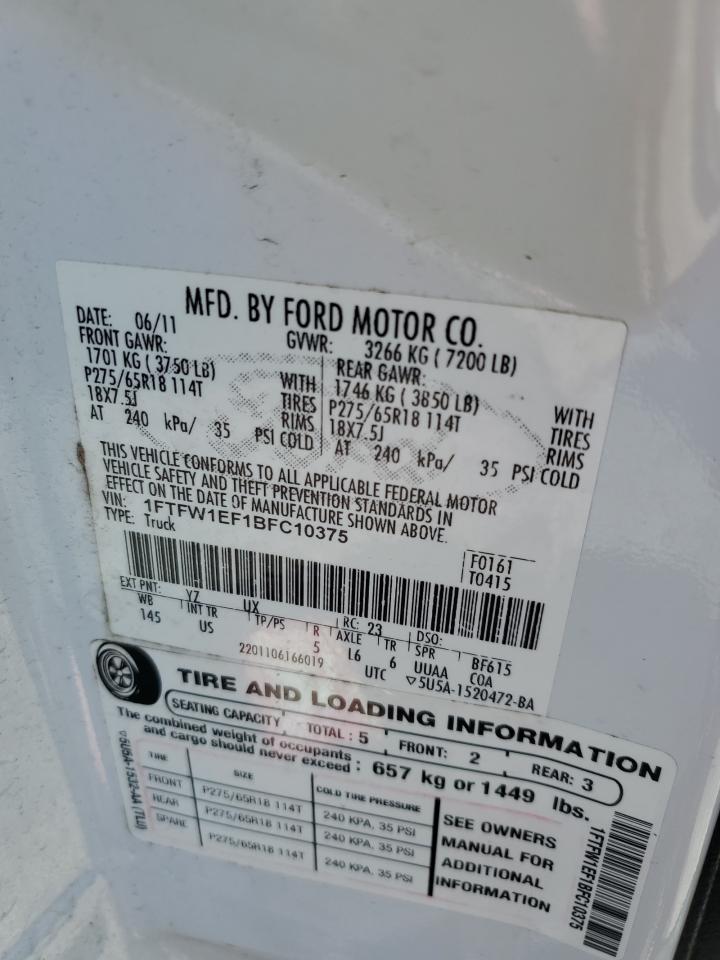 MFD. BY FORD MOTOR CO.
DATE: 06/11 GVWR: 3266 KG ( 7200 LB)
FRONT GAWR: REAR GAWR:
1701 KG ( 3750 LB) WITH 1746 KG ( 3850 LB) WITH
P275/65R18 114T TIRES P275/65R18 114T TIRES
18X7.5J RIMS 18X7.5J RIMS
AT 240 kPa/ 35 PSI COLD AT 240 kPa/ 35 PSI COLD
THIS VEHICLE CONFORMS TO ALL APPLICABLE FEDERAL MOTOR
VEHICLE SAFETY AND THEFT PREVENTION STANDARDS IN
EFFECT ON THE DATE OF MANUFACTURE SHOWN ABOVE.
VIN: 1FTFW1EF1BFC10375
TYPE: Truck
F0161
T0415
EXT PNT: YZ UX RC: 23 DSO: BF615
WB INT TR TP/PS R AXLE TR SPR COA
145 US 5 L6 6 UUAA
2201106166019 UTC ▽5U5A-1520472-BA
TIRE AND LOADING INFORMATION
SEATING CAPACITY TOTAL : 5 FRONT: 2 REAR: 3
The combined weight of occupants
and cargo should never exceed : 657 kg or 1449 lbs.
TIRE SIZE COLD TIRE PRESSURE
FRONT P275/65R18 114T 240 KPA, 35 PSI
REAR P275/65R18 114T 240 KPA, 35 PSI
SPARE P275/65R18 114T 240 KPA, 35 PSI
SEE OWNERS
MANUAL FOR
ADDITIONAL
INFORMATION
▽5U5A-1532-AA (TLU)
1FTFW1EF1BFC10375